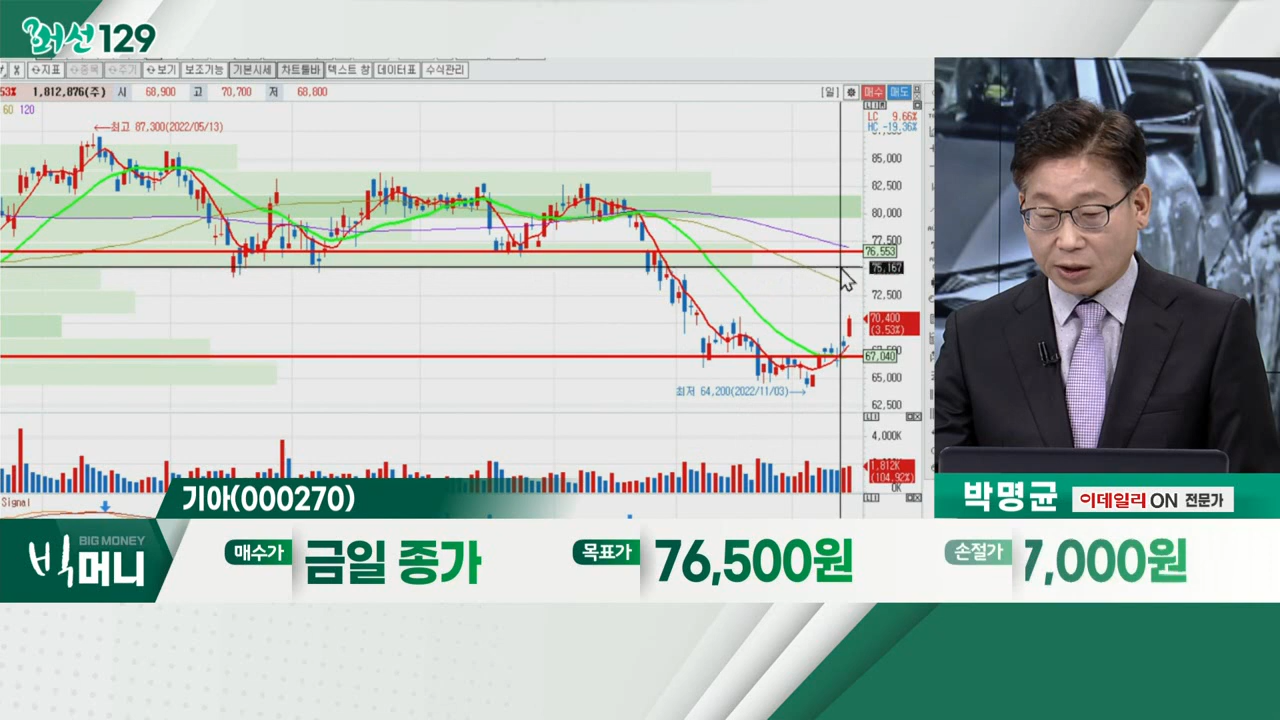 최선129
지표 종목 주기 보기 보조기능 기본시세 차트툴바 텍스트 창 데이터표 수식관리
53% 1,812,876(주) 시 68,900 고 70,700 저 68,800
[일] 매수 매도
60 120
LC 9.66%
HC -19.36%
최고 87,300(2022/05/13)
85,000
82,500
80,000
77,500
76,553
75,167
72,500
70,400
(3.53%)
67,040
65,000
최저 64,200(2022/11/03)
62,500
4,000K
1,812K
(104.92%)
0K
Signal
기아(000270)
박명균 이데일리 ON 전문가
BIG MONEY
빅머니
매수가 금일 종가 목표가 76,500원 손절가 7,000원